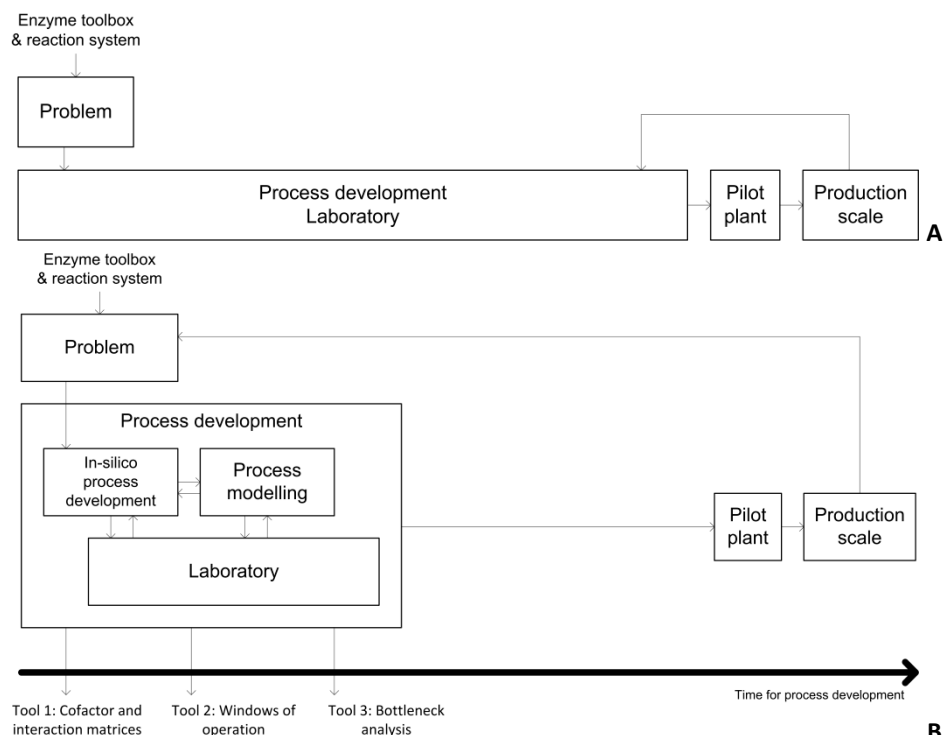 Enzyme toolbox
& reaction system
Problem
Process development
Laboratory
Pilot
plant
Production
scale
A
Enzyme toolbox
& reaction system
Problem
Process development
In-silico
process
development
Process
modelling
Laboratory
Pilot
plant
Production
scale
Time for process development
Tool 1: Cofactor and
interaction matrices
Tool 2: Windows of
operation
Tool 3: Bottleneck
analysis
B